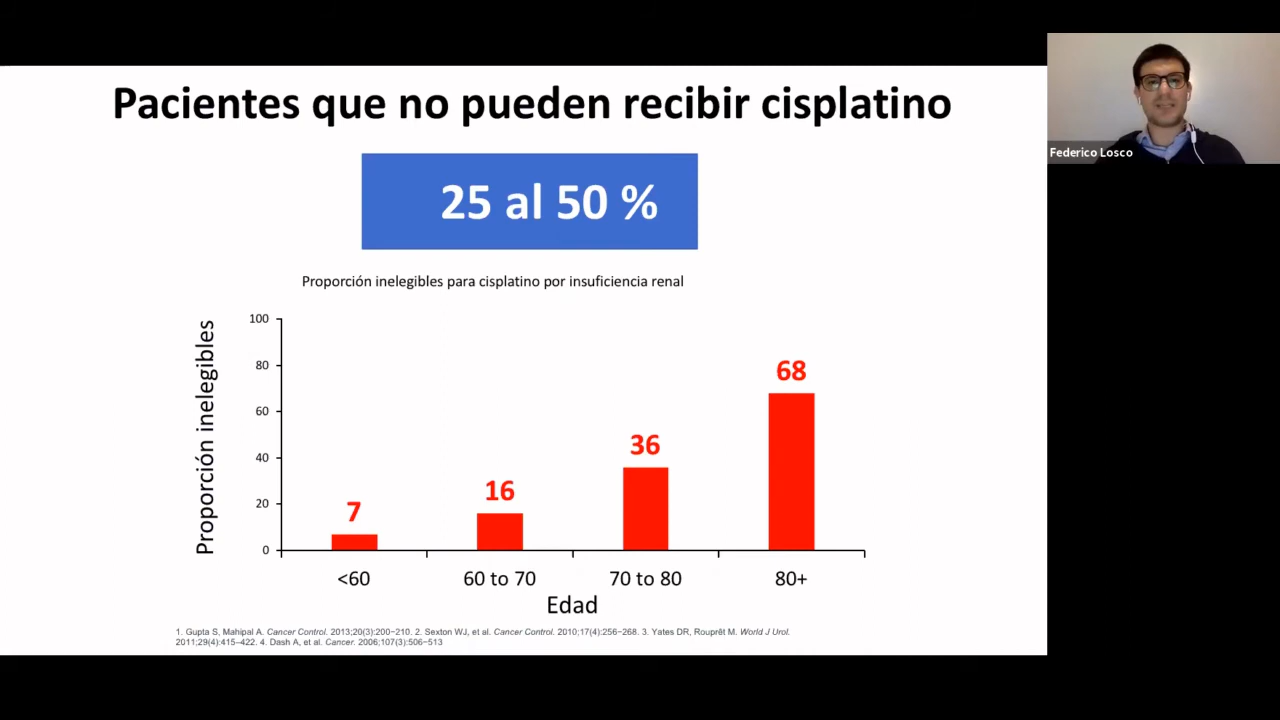 Pacientes que no pueden recibir cisplatino
Federico Losco
25 al 50 %
Proporción inelegibles para cisplatino por insuficiencia renal
Proporción inelegibles
100
80
60
40
20
0
7
16
36
68
<60
60 to 70
70 to 80
80+
Edad
1. Gupta S, Mahipal A. Cancer Control. 2013;20(3):200−210. 2. Sexton WJ, et al. Cancer Control. 2010;17(4):256−268. 3. Yates DR, Rouprêt M. World J Urol.
2011;29(4):415–422. 4. Dash A, et al. Cancer. 2006;107(3):506−513